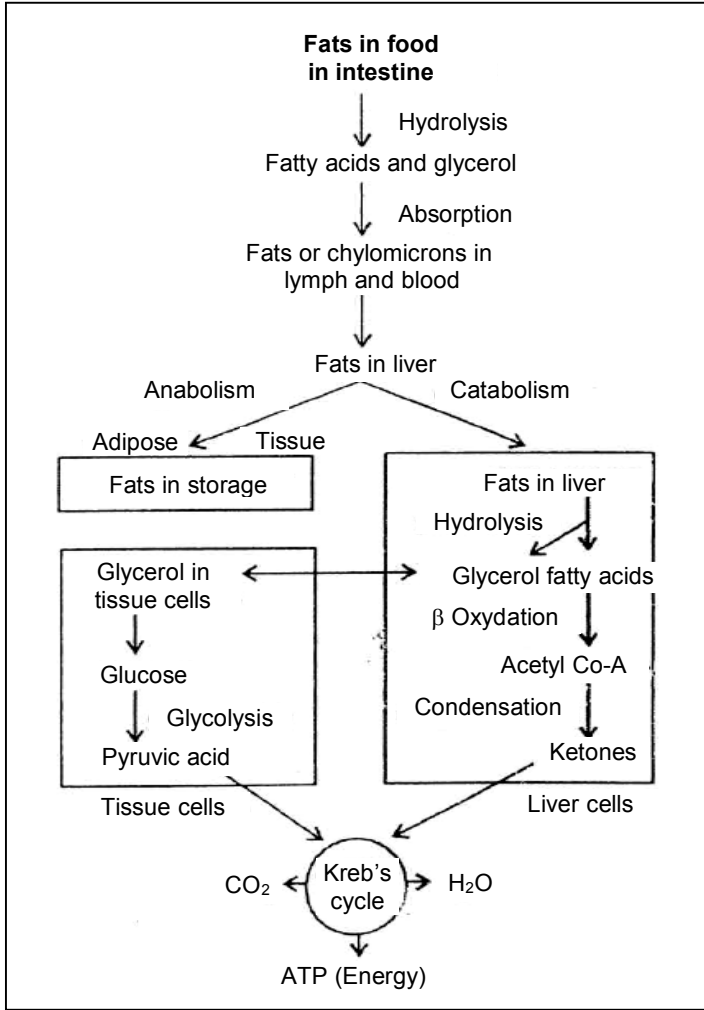 Fats in food
in intestine
Hydrolysis
Fatty acids and glycerol
Absorption
Fats or chylomicrons in
lymph and blood
Fats in liver
Anabolism
Catabolism
Adipose Tissue
Fats in storage
Fats in liver
Hydrolysis
Glycerol fatty acids
β Oxydation
Acetyl Co-A
Condensation
Ketones
Liver cells
Glycerol in
tissue cells
Glucose
Glycolysis
Pyruvic acid
Tissue cells
Kreb's
cycle
CO₂
H₂O
ATP (Energy)